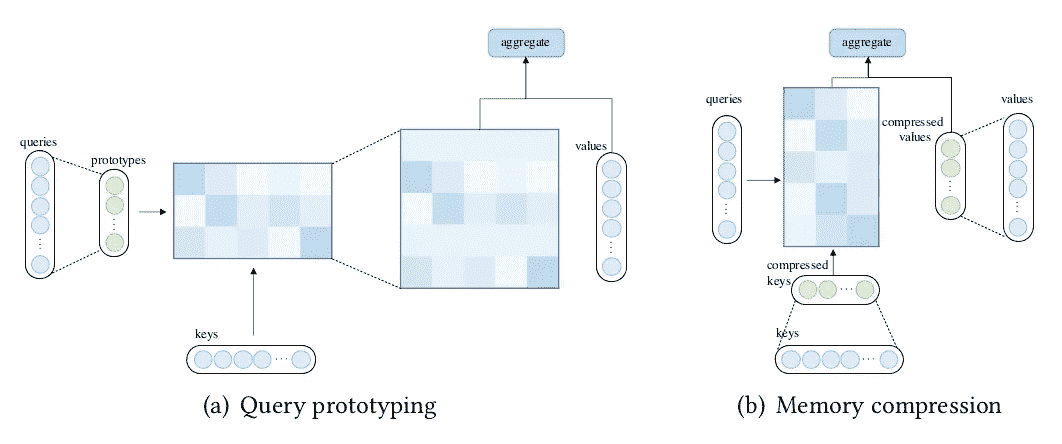 aggregate
queries
prototypes
values
keys
(a) Query prototyping
aggregate
queries
compressed
values
values
compressed
keys
keys
(b) Memory compression